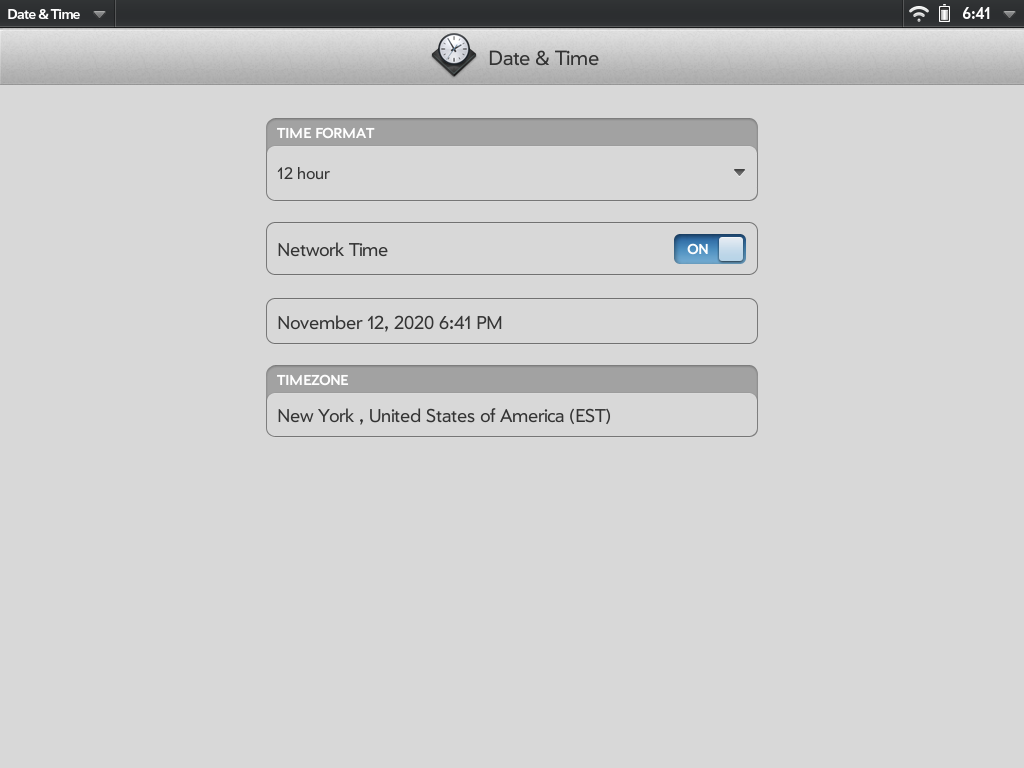 Date & Time
6:41
Date & Time
TIME FORMAT
12 hour
Network Time
ON
November 12, 2020 6:41 PM
TIMEZONE
New York , United States of America (EST)